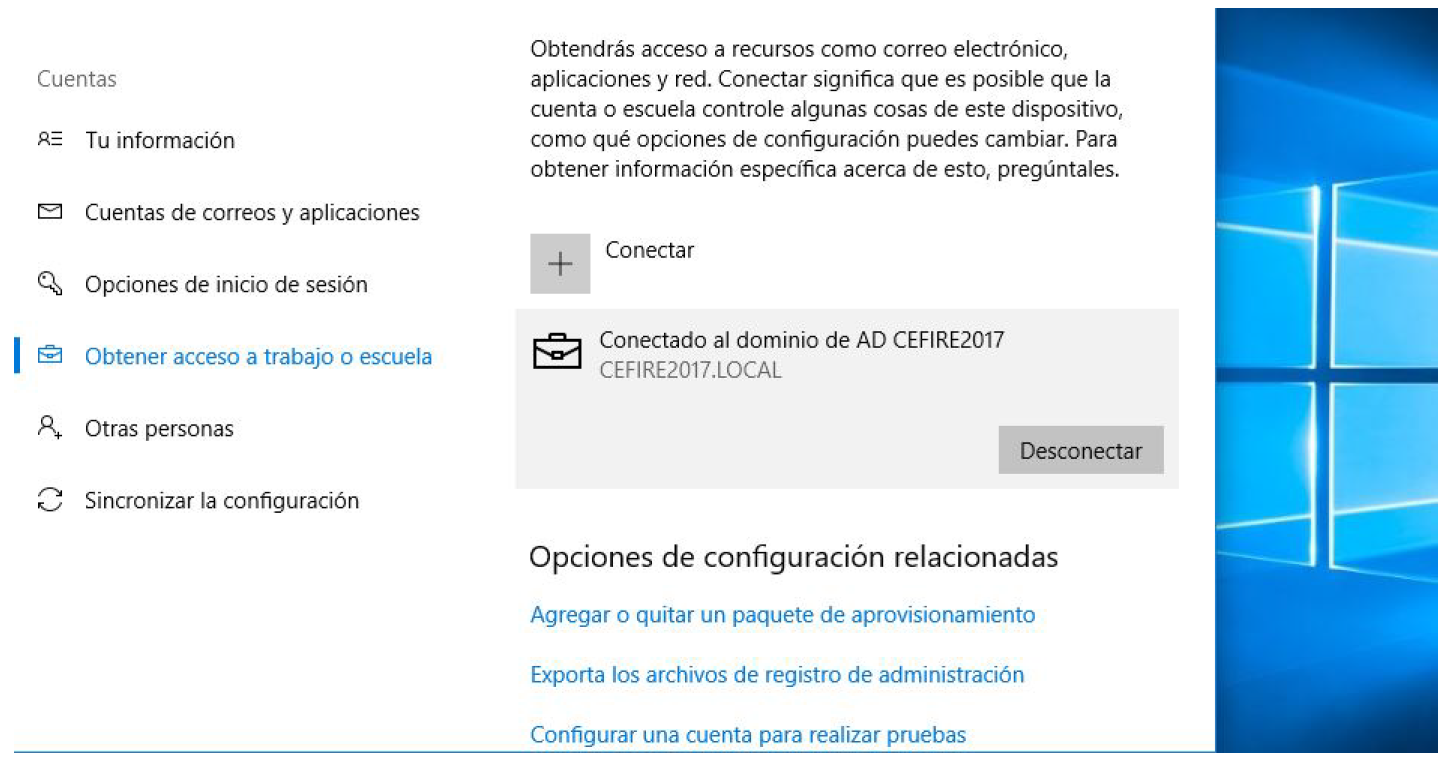 Cuentas
Tu información
Cuentas de correos y aplicaciones
Opciones de inicio de sesión
Obtener acceso a trabajo o escuela
Otras personas
Sincronizar la configuración
Obtendrás acceso a recursos como correo electrónico,
aplicaciones y red. Conectar significa que es posible que la
cuenta o escuela controle algunas cosas de este dispositivo,
como qué opciones de configuración puedes cambiar. Para
obtener información específica acerca de esto, pregúntales.
Conectar
Conectado al dominio de AD CEFIRE2017
CEFIRE2017.LOCAL
Desconectar
Opciones de configuración relacionadas
Agregar o quitar un paquete de aprovisionamiento
Exporta los archivos de registro de administración
Configurar una cuenta para realizar pruebas